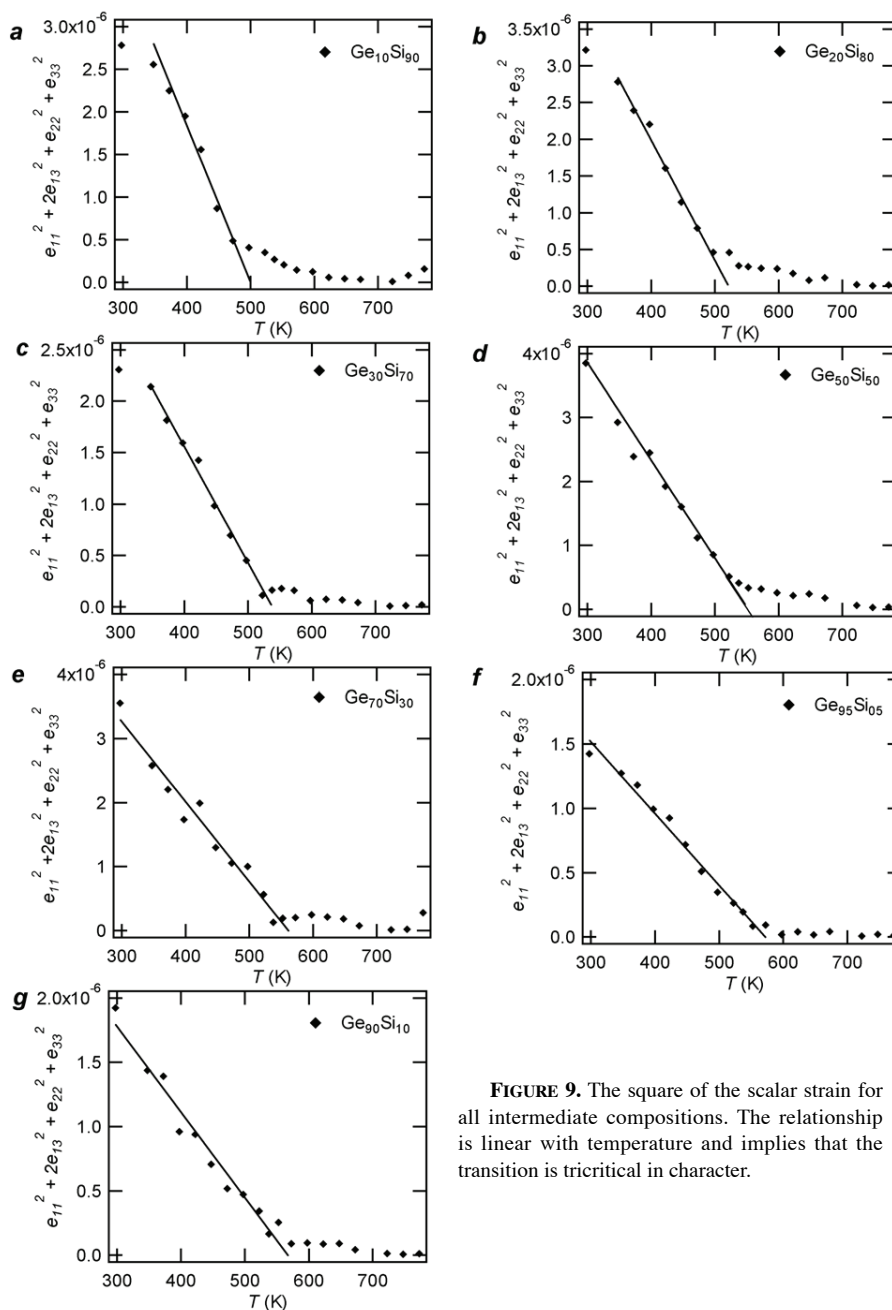 a
3.0x10-6
2.5
2.0
1.5
1.0
0.5
0.0
e11² + 2e13² + e22² + e33²
Ge10Si90
300 400 500 600 700
T (K)
b
3.5x10-6
3.0
2.5
2.0
1.5
1.0
0.5
0.0
e11² + 2e13² + e22² + e33²
Ge20Si80
300 400 500 600 700
T (K)
c
2.5x10-6
2.0
1.5
1.0
0.5
0.0
e11² + 2e13² + e22² + e33²
Ge30Si70
300 400 500 600 700
T (K)
d
4x10-6
3
2
1
0
e11² + 2e13² + e22² + e33²
Ge50Si50
300 400 500 600 700
T (K)
e
4x10-6
3
2
1
0
e11² +2e13² + e22² + e33²
Ge70Si30
300 400 500 600 700
T (K)
f
2.0x10-6
1.5
1.0
0.5
0.0
e11² + 2e13² + e22² + e33²
Ge95Si05
300 400 500 600 700
T (K)
g
2.0x10-6
1.5
1.0
0.5
0.0
e11² + 2e13² + e22² + e33²
Ge90Si10
300 400 500 600 700
T (K)
FIGURE 9. The square of the scalar strain for
all intermediate compositions. The relationship
is linear with temperature and implies that the
transition is tricritical in character.